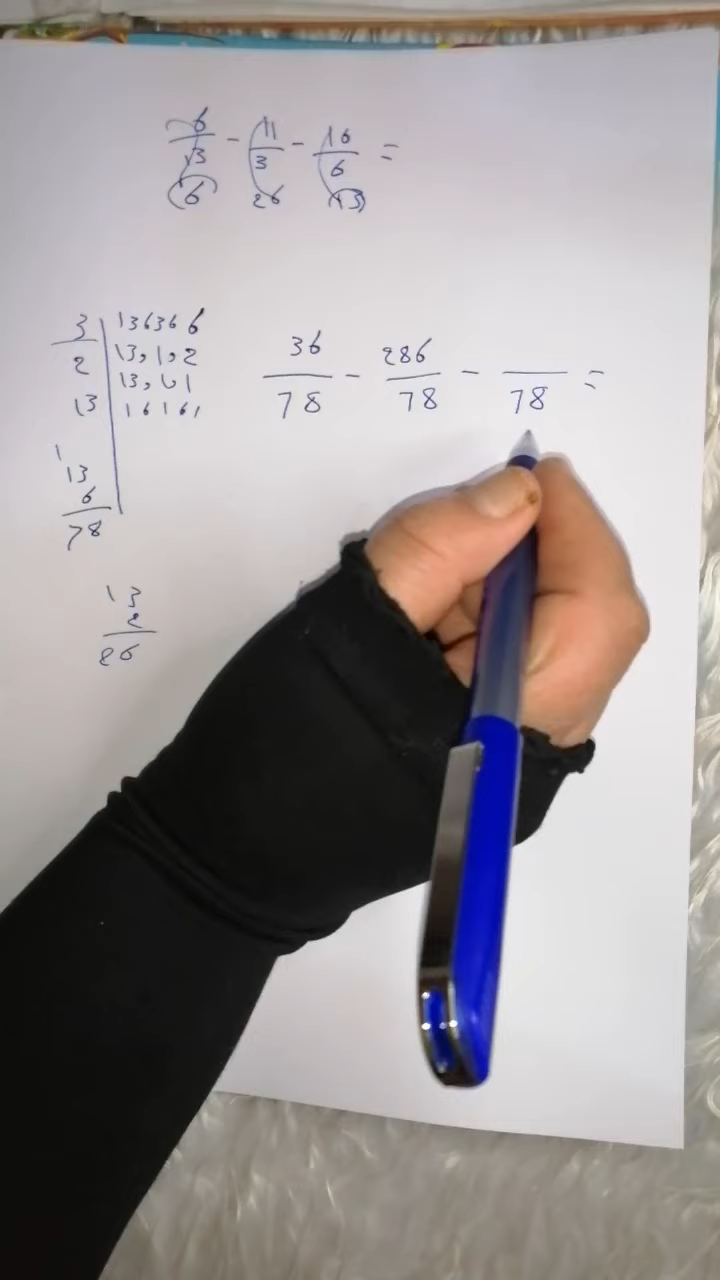 6/13 - 11/3 - 16/6 =
(6) 26 (13)
3 | 13 6 3 6 6
2 | 13, 1, 2
13 | 13, 1, 1
1 6 1 6 1
36/78 - 286/78 - /78 =
1
13
6
78
13
2
26